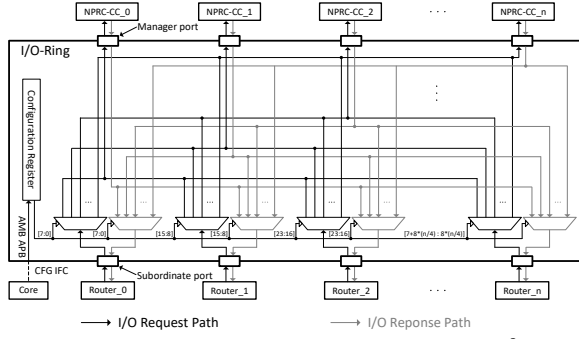 NPRC-CC_0 NPRC-CC_1 NPRC-CC_2 . . . NPRC-CC_n
Manager port
I/O-Ring
Configuration Register
. . .
... ... ... ... ... ... ... ...
AMB APB
[7:0] [7:0] [15:8] [15:8] [23:16] [23:16] [7+8*(n/4) : 8*(n/4)]
CFG IFC
Subordinate port
Core Router_0 Router_1 Router_2 . . . Router_n
I/O Request Path I/O Reponse Path